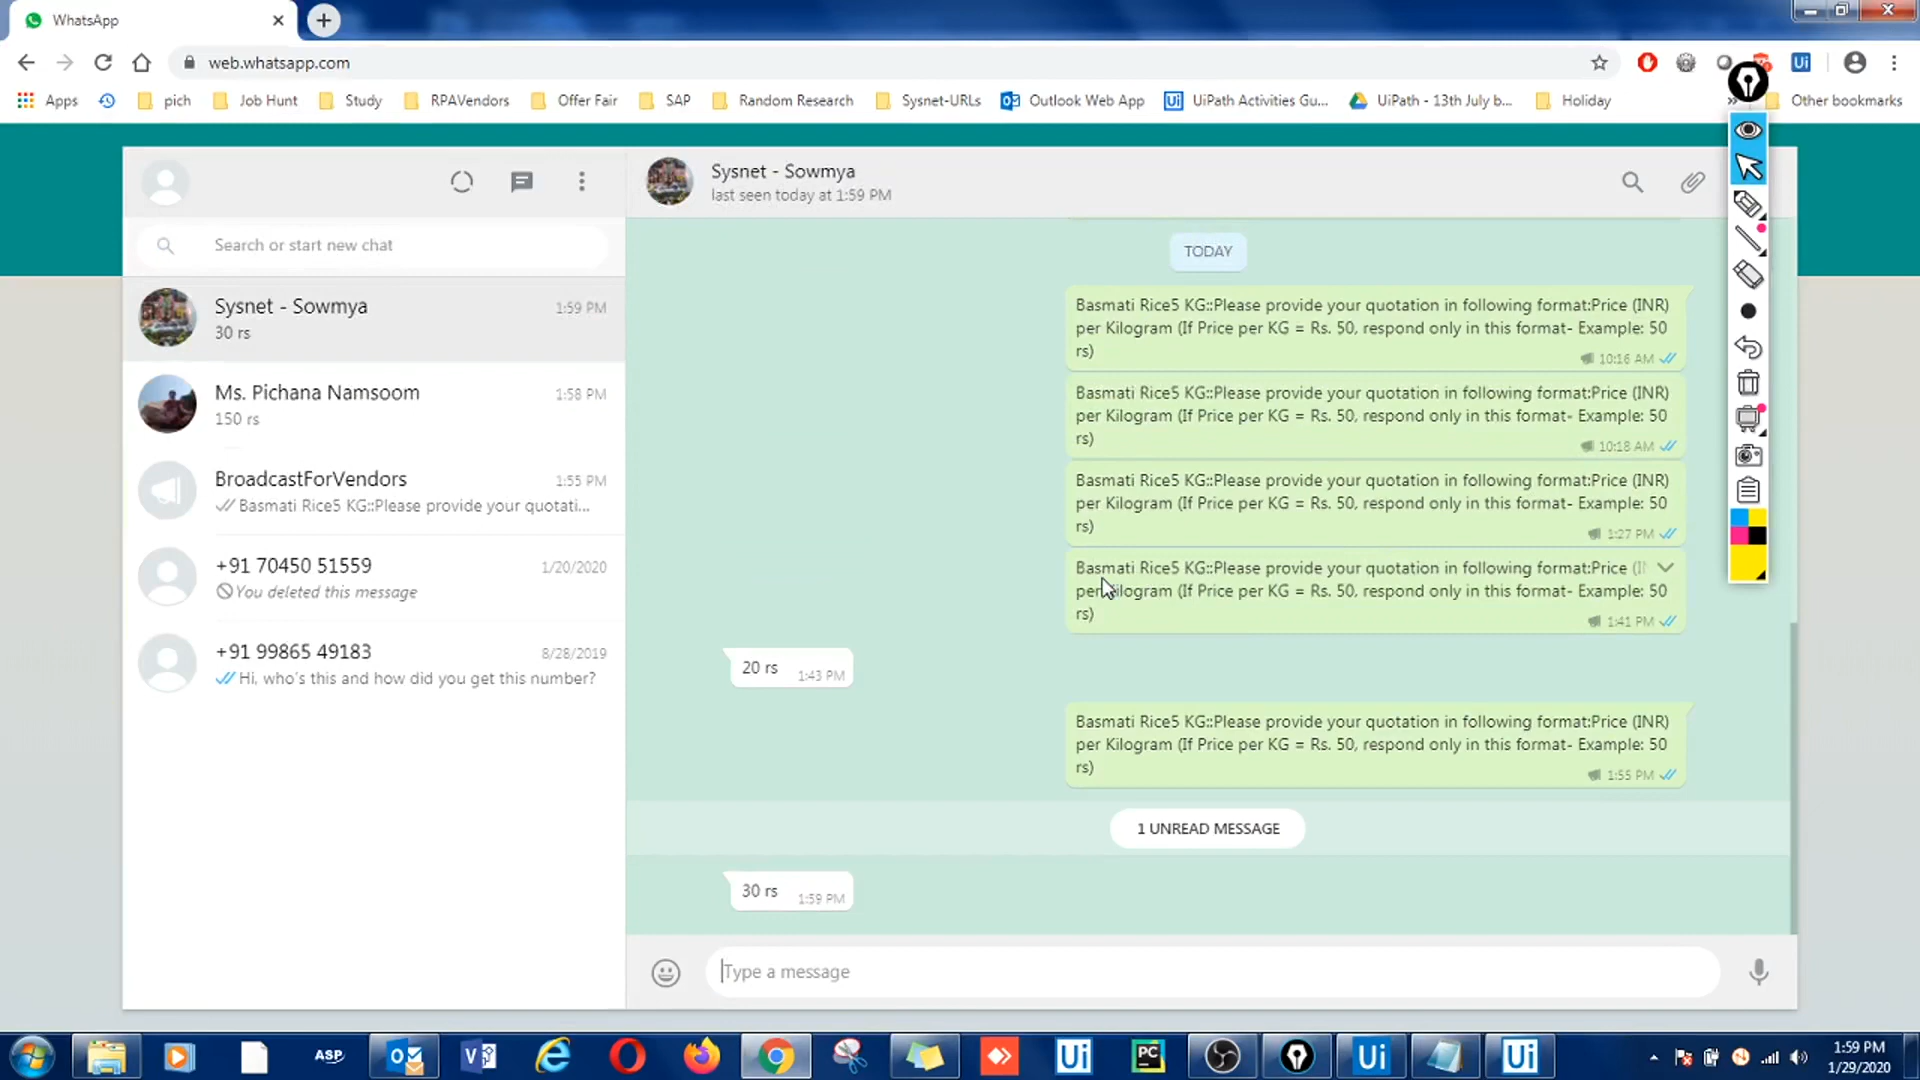 WhatsApp
web.whatsapp.com
Apps pich Job Hunt Study RPAVendors Offer Fair SAP Random Research Sysnet-URLs Outlook Web App UiPath Activities Gu... UiPath - 13th July b... Holiday » Other bookmarks
Search or start new chat
Sysnet - Sowmya 1:59 PM
30 rs
Ms. Pichana Namsoom 1:58 PM
150 rs
BroadcastForVendors 1:55 PM
Basmati Rice5 KG::Please provide your quotati...
+91 70450 51559 1/20/2020
You deleted this message
+91 99865 49183 8/28/2019
Hi, who's this and how did you get this number?
Sysnet - Sowmya
last seen today at 1:59 PM
TODAY
Basmati Rice5 KG::Please provide your quotation in following format:Price (INR)
per Kilogram (If Price per KG = Rs. 50, respond only in this format- Example: 50
rs)
10:16 AM
Basmati Rice5 KG::Please provide your quotation in following format:Price (INR)
per Kilogram (If Price per KG = Rs. 50, respond only in this format- Example: 50
rs)
10:18 AM
Basmati Rice5 KG::Please provide your quotation in following format:Price (INR)
per Kilogram (If Price per KG = Rs. 50, respond only in this format- Example: 50
rs)
1:27 PM
Basmati Rice5 KG::Please provide your quotation in following format:Price
per Kilogram (If Price per KG = Rs. 50, respond only in this format- Example: 50
rs)
1:41 PM
20 rs 1:43 PM
Basmati Rice5 KG::Please provide your quotation in following format:Price (INR)
per Kilogram (If Price per KG = Rs. 50, respond only in this format- Example: 50
rs)
1:55 PM
1 UNREAD MESSAGE
30 rs 1:59 PM
Type a message
ASP Ui PC Ui Ui
1:59 PM
1/29/2020